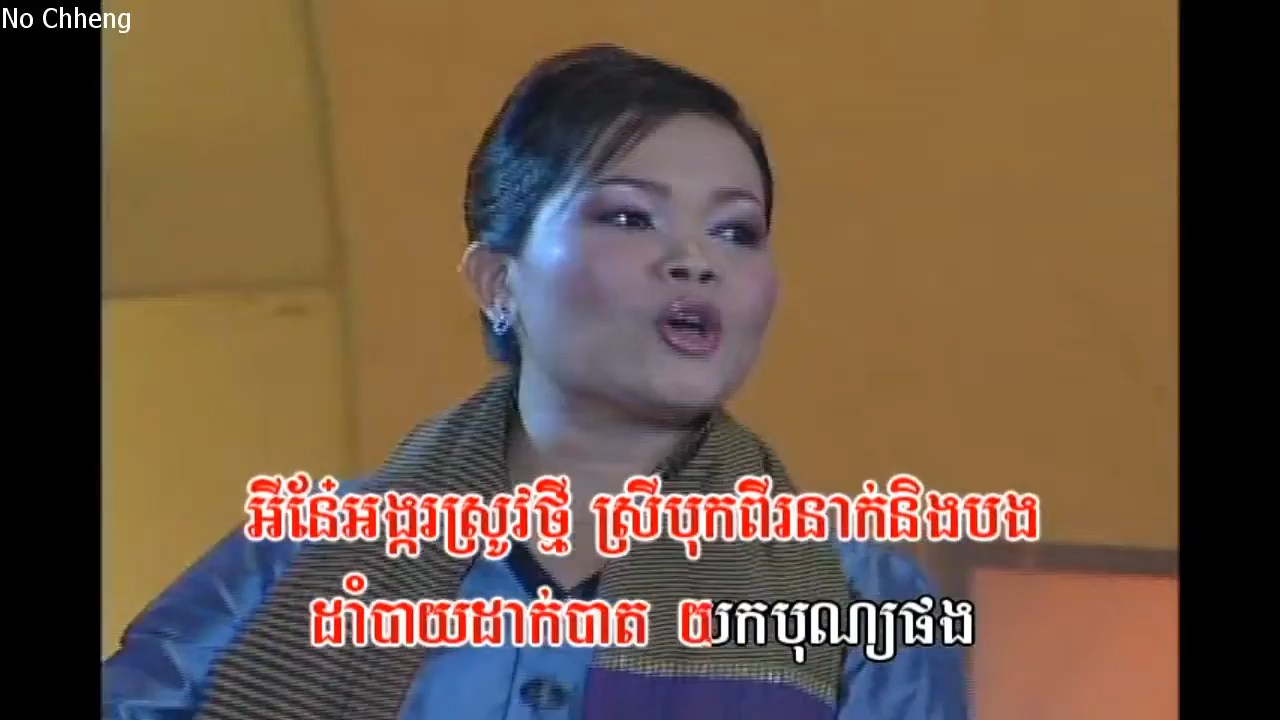 No Chheng
អីនែ៎អង្ករស្រូវថ្មី ស្រីបុកពីរនាក់និងបង
ដាំបាយដាក់បាត យកបុណ្យផង